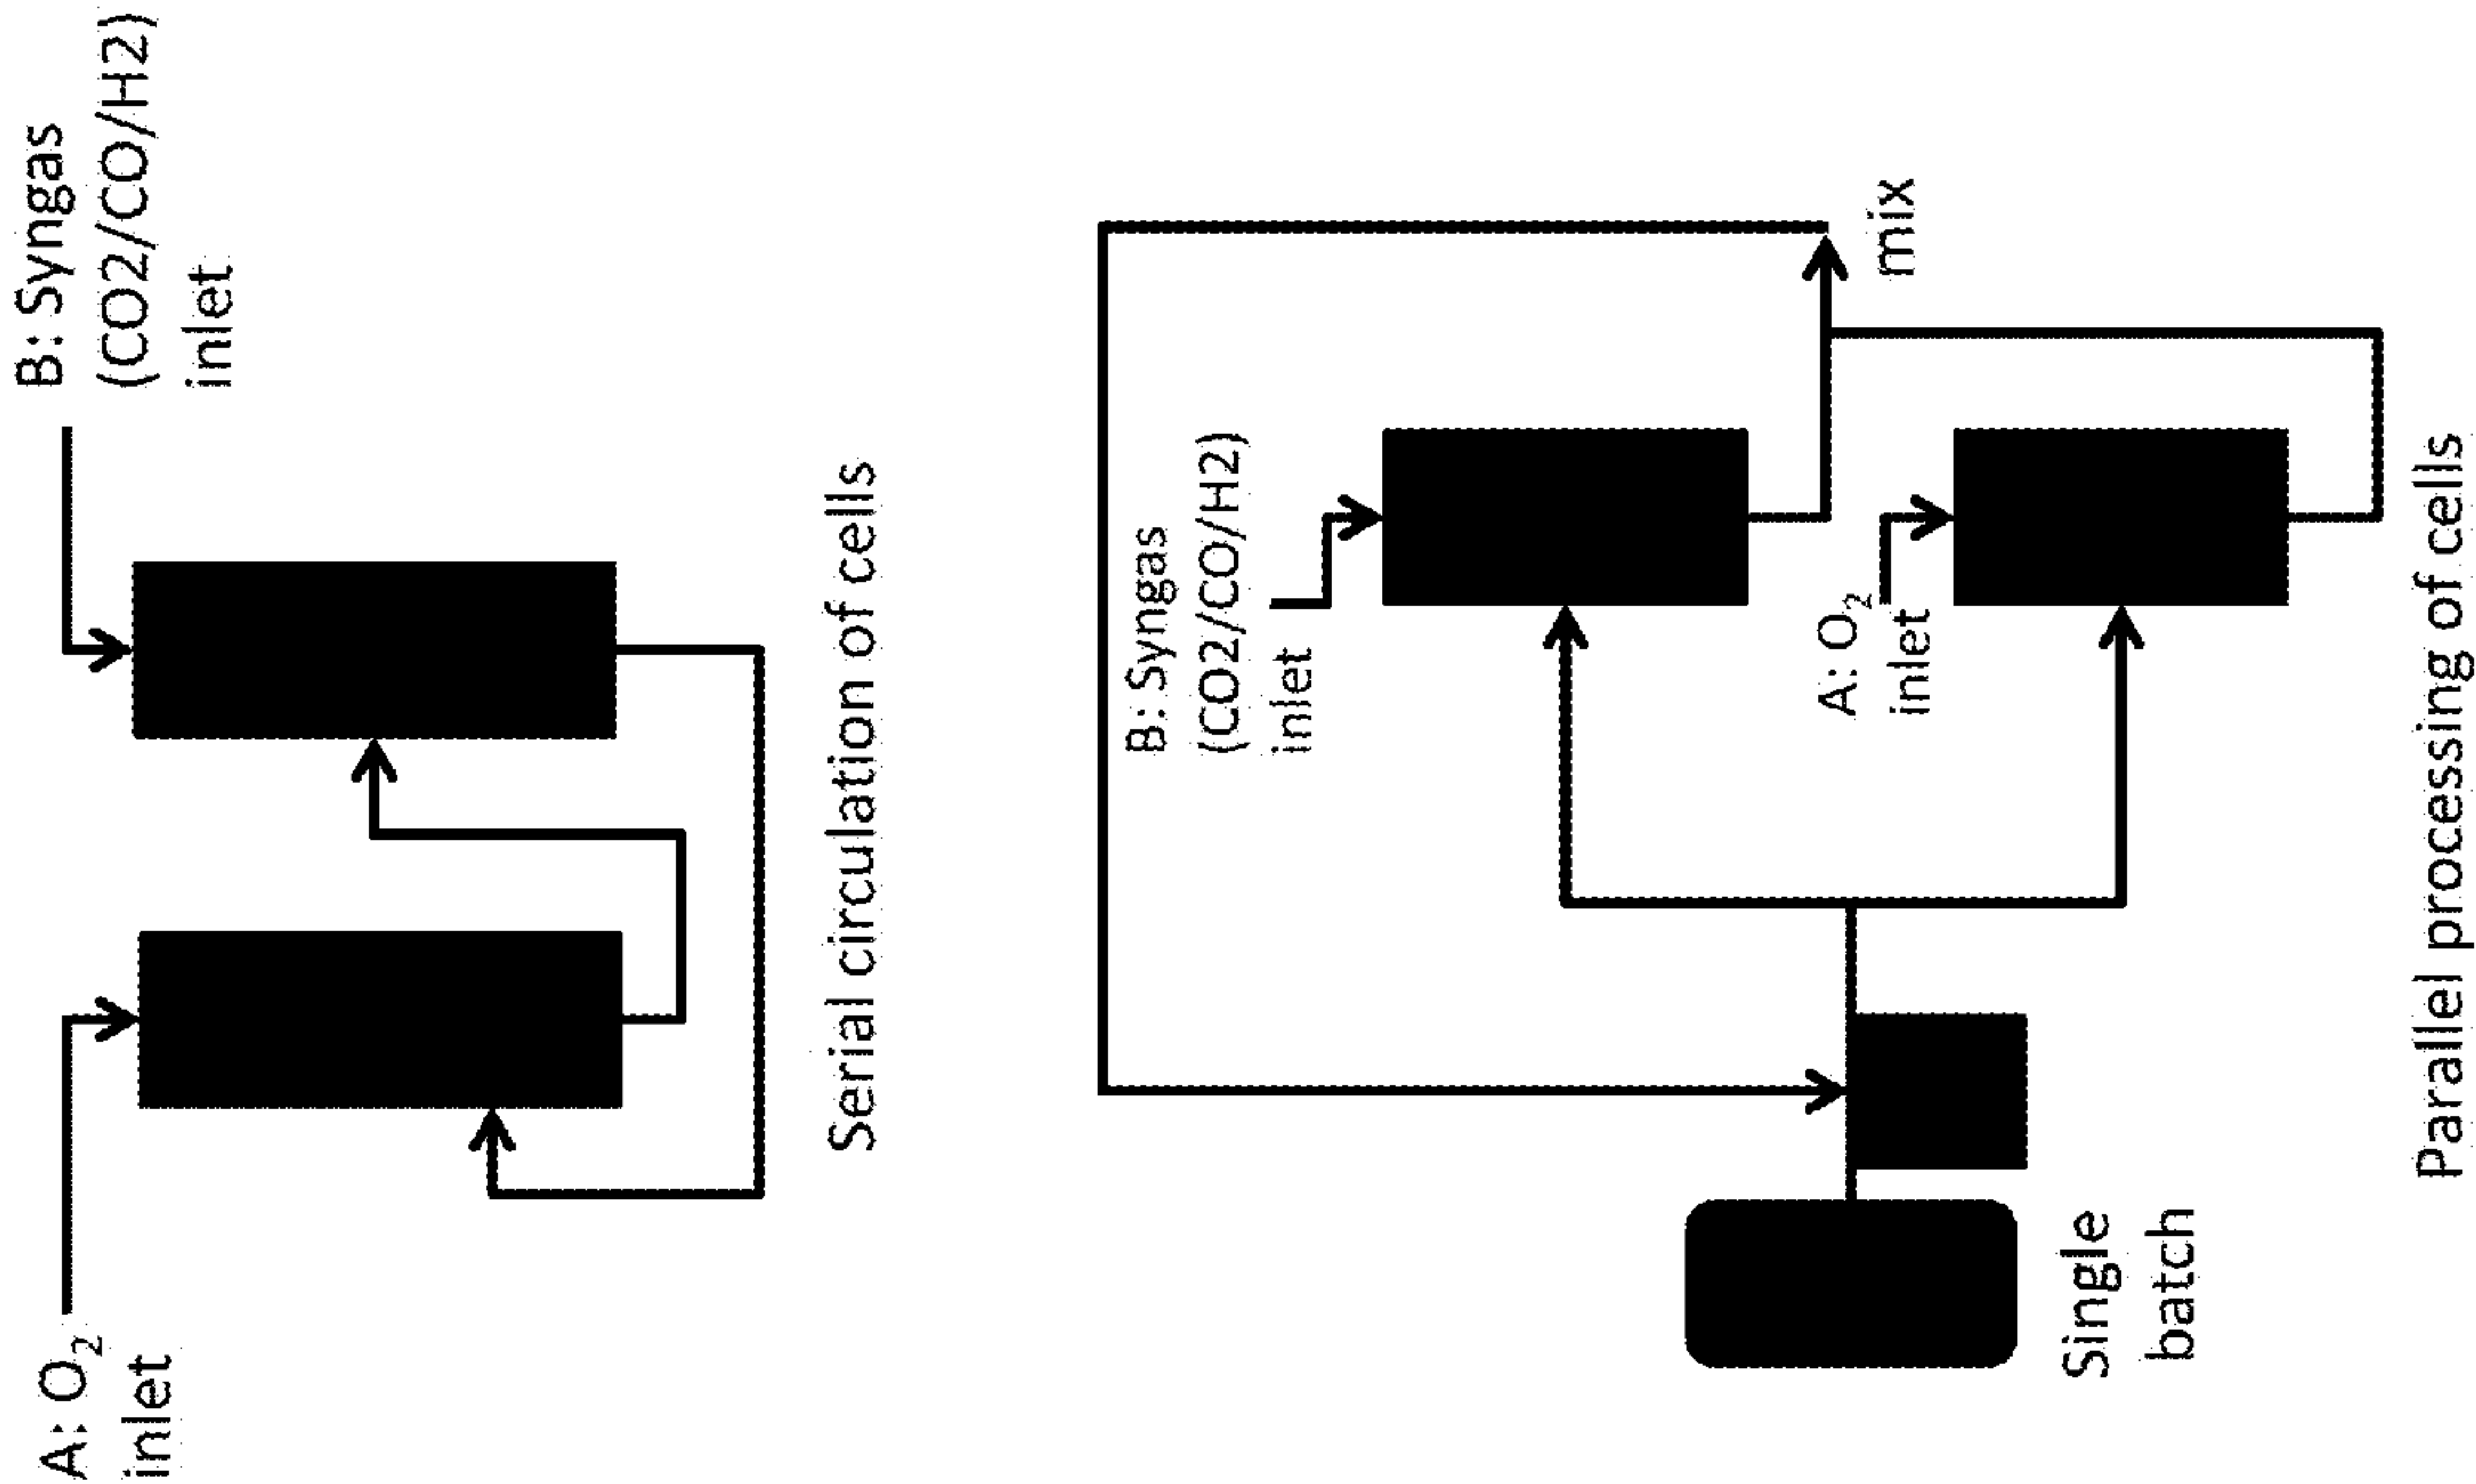 A: O₂
inlet
B: Syngas
(CO2/CO/H2)
inlet
Serial circulation of cells
B: Syngas
(CO2/CO/H2)
inlet
A: O₂
inlet
mix
Single
batch
Parallel processing of cells